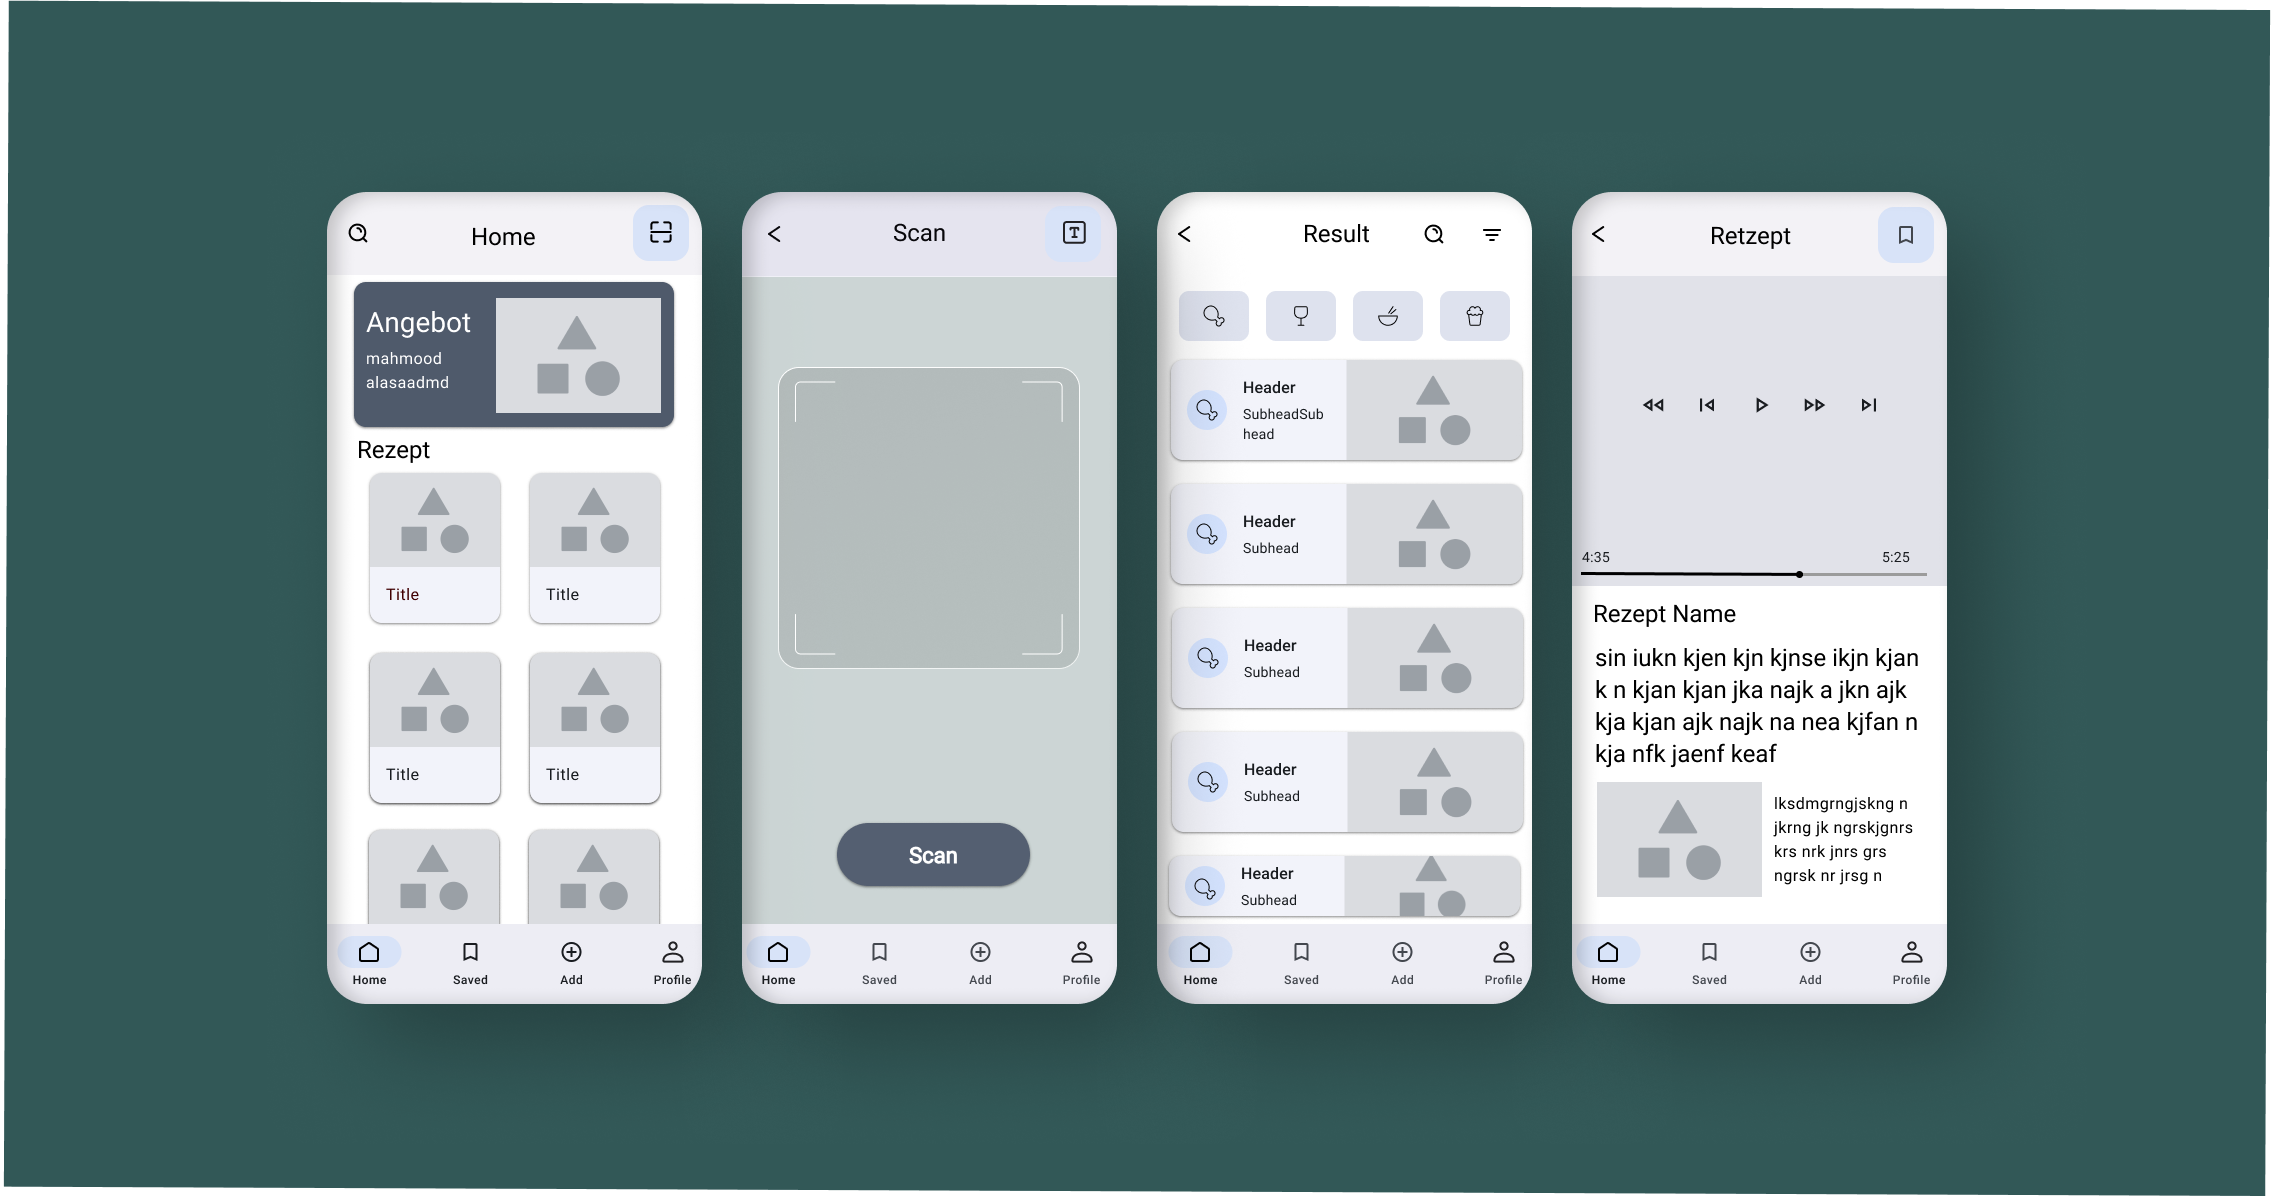 Home
Angebot
mahmood
alasaadmd
Rezept
Title
Title
Title
Title
Home
Saved
Add
Profile
Scan
T
Scan
Home
Saved
Add
Profile
Result
Header
SubheadSub
head
Header
Subhead
Header
Subhead
Header
Subhead
Header
Subhead
Home
Saved
Add
Profile
Retzept
4:35
5:25
Rezept Name
sin iukn kjen kjn kjnse ikjn kjan
k n kjan kjan jka najk a jkn ajk
kja kjan ajk najk na nea kjfan n
kja nfk jaenf keaf
lksdmgrngjskng n
jkrng jk ngrskjgnrs
krs nrk jnrs grs
ngrsk nr jrsg n
Home
Saved
Add
Profile